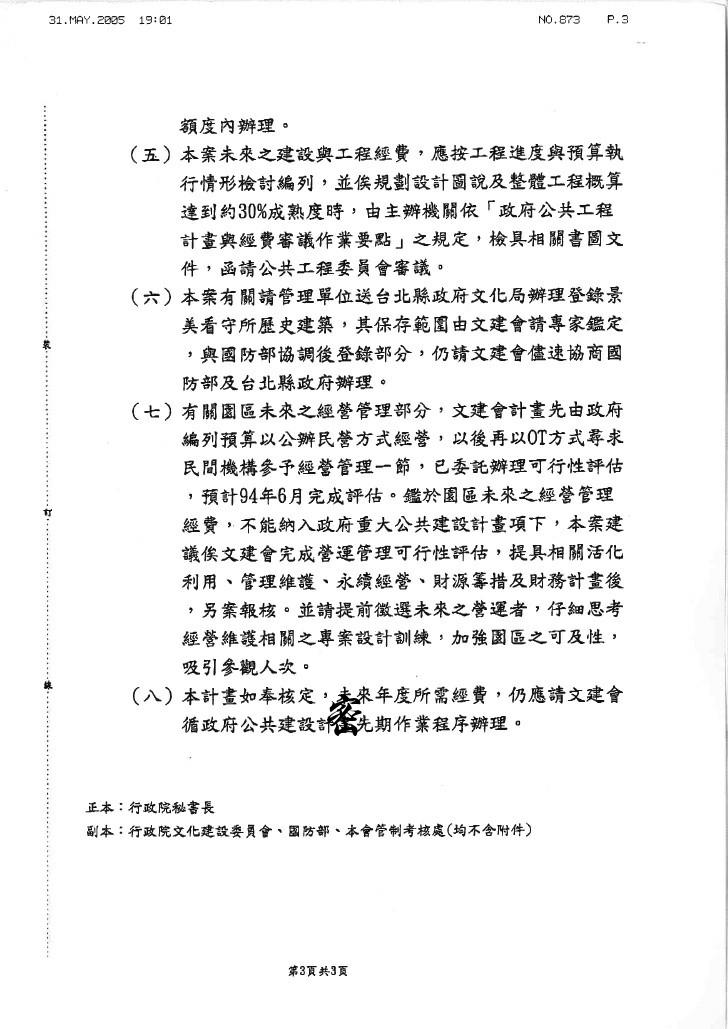 31.MAY.2005 19:01 NO.873 P.3
額度內辦理。
(五)本案未來之建設與工程經費，應按工程進度與預算執
行情形檢討編列，並俟規劃設計圖說及整體工程概算
達到約30%成熟度時，由主辦機關依「政府公共工程
計畫與經費審議作業要點」之規定，檢具相關書圖文
件，函請公共工程委員會審議。
(六)本案有關請管理單位送台北縣政府文化局辦理登錄景
美看守所歷史建築，其保存範圍由文建會請專家鑑定
，與國防部協調後登錄部分，仍請文建會儘速協商國
防部及台北縣政府辦理。
(七)有關園區未來之經營管理部分，文建會計畫先由政府
編列預算以公辦民營方式經營，以後再以OT方式尋求
民間機構參予經營管理一節，已委託辦理可行性評估
，預計94年6月完成評估。鑑於園區未來之經營管理
經費，不能納入政府重大公共建設計畫項下，本案建
議俟文建會完成營運管理可行性評估，提具相關活化
利用、管理維護、永續經營、財源籌措及財務計畫後
，另案報核。並請提前徵選未來之營運者，仔細思考
經營維護相關之專案設計訓練，加強園區之可及性，
吸引參觀人次。
(八)本計畫如奉核定，未來年度所需經費，仍應請文建會
循政府公共建設計畫先期作業程序辦理。
密
裝
訂
線
正本：行政院秘書長
副本：行政院文化建設委員會、國防部、本會管制考核處(均不含附件)
第3頁共3頁